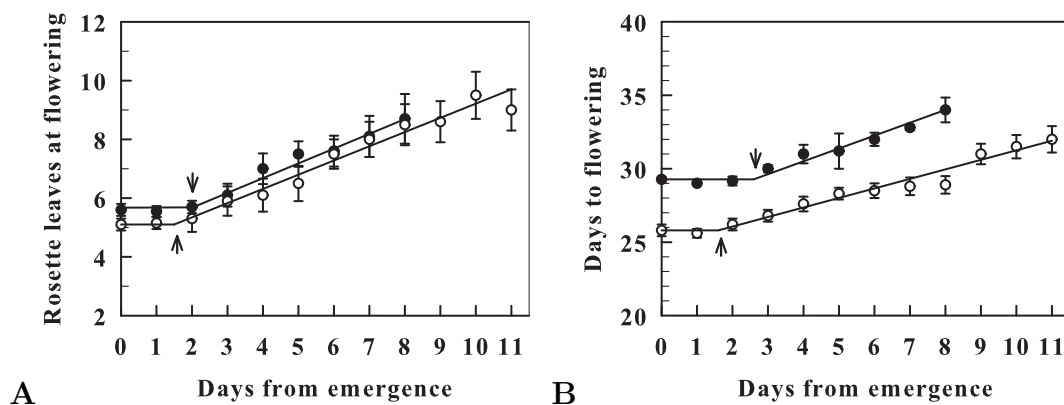 12
10
8
6
4
2
Rosette leaves at flowering
0 1 2 3 4 5 6 7 8 9 10 11
Days from emergence
A
40
35
30
25
20
Days to flowering
0 1 2 3 4 5 6 7 8 9 10 11
Days from emergence
B